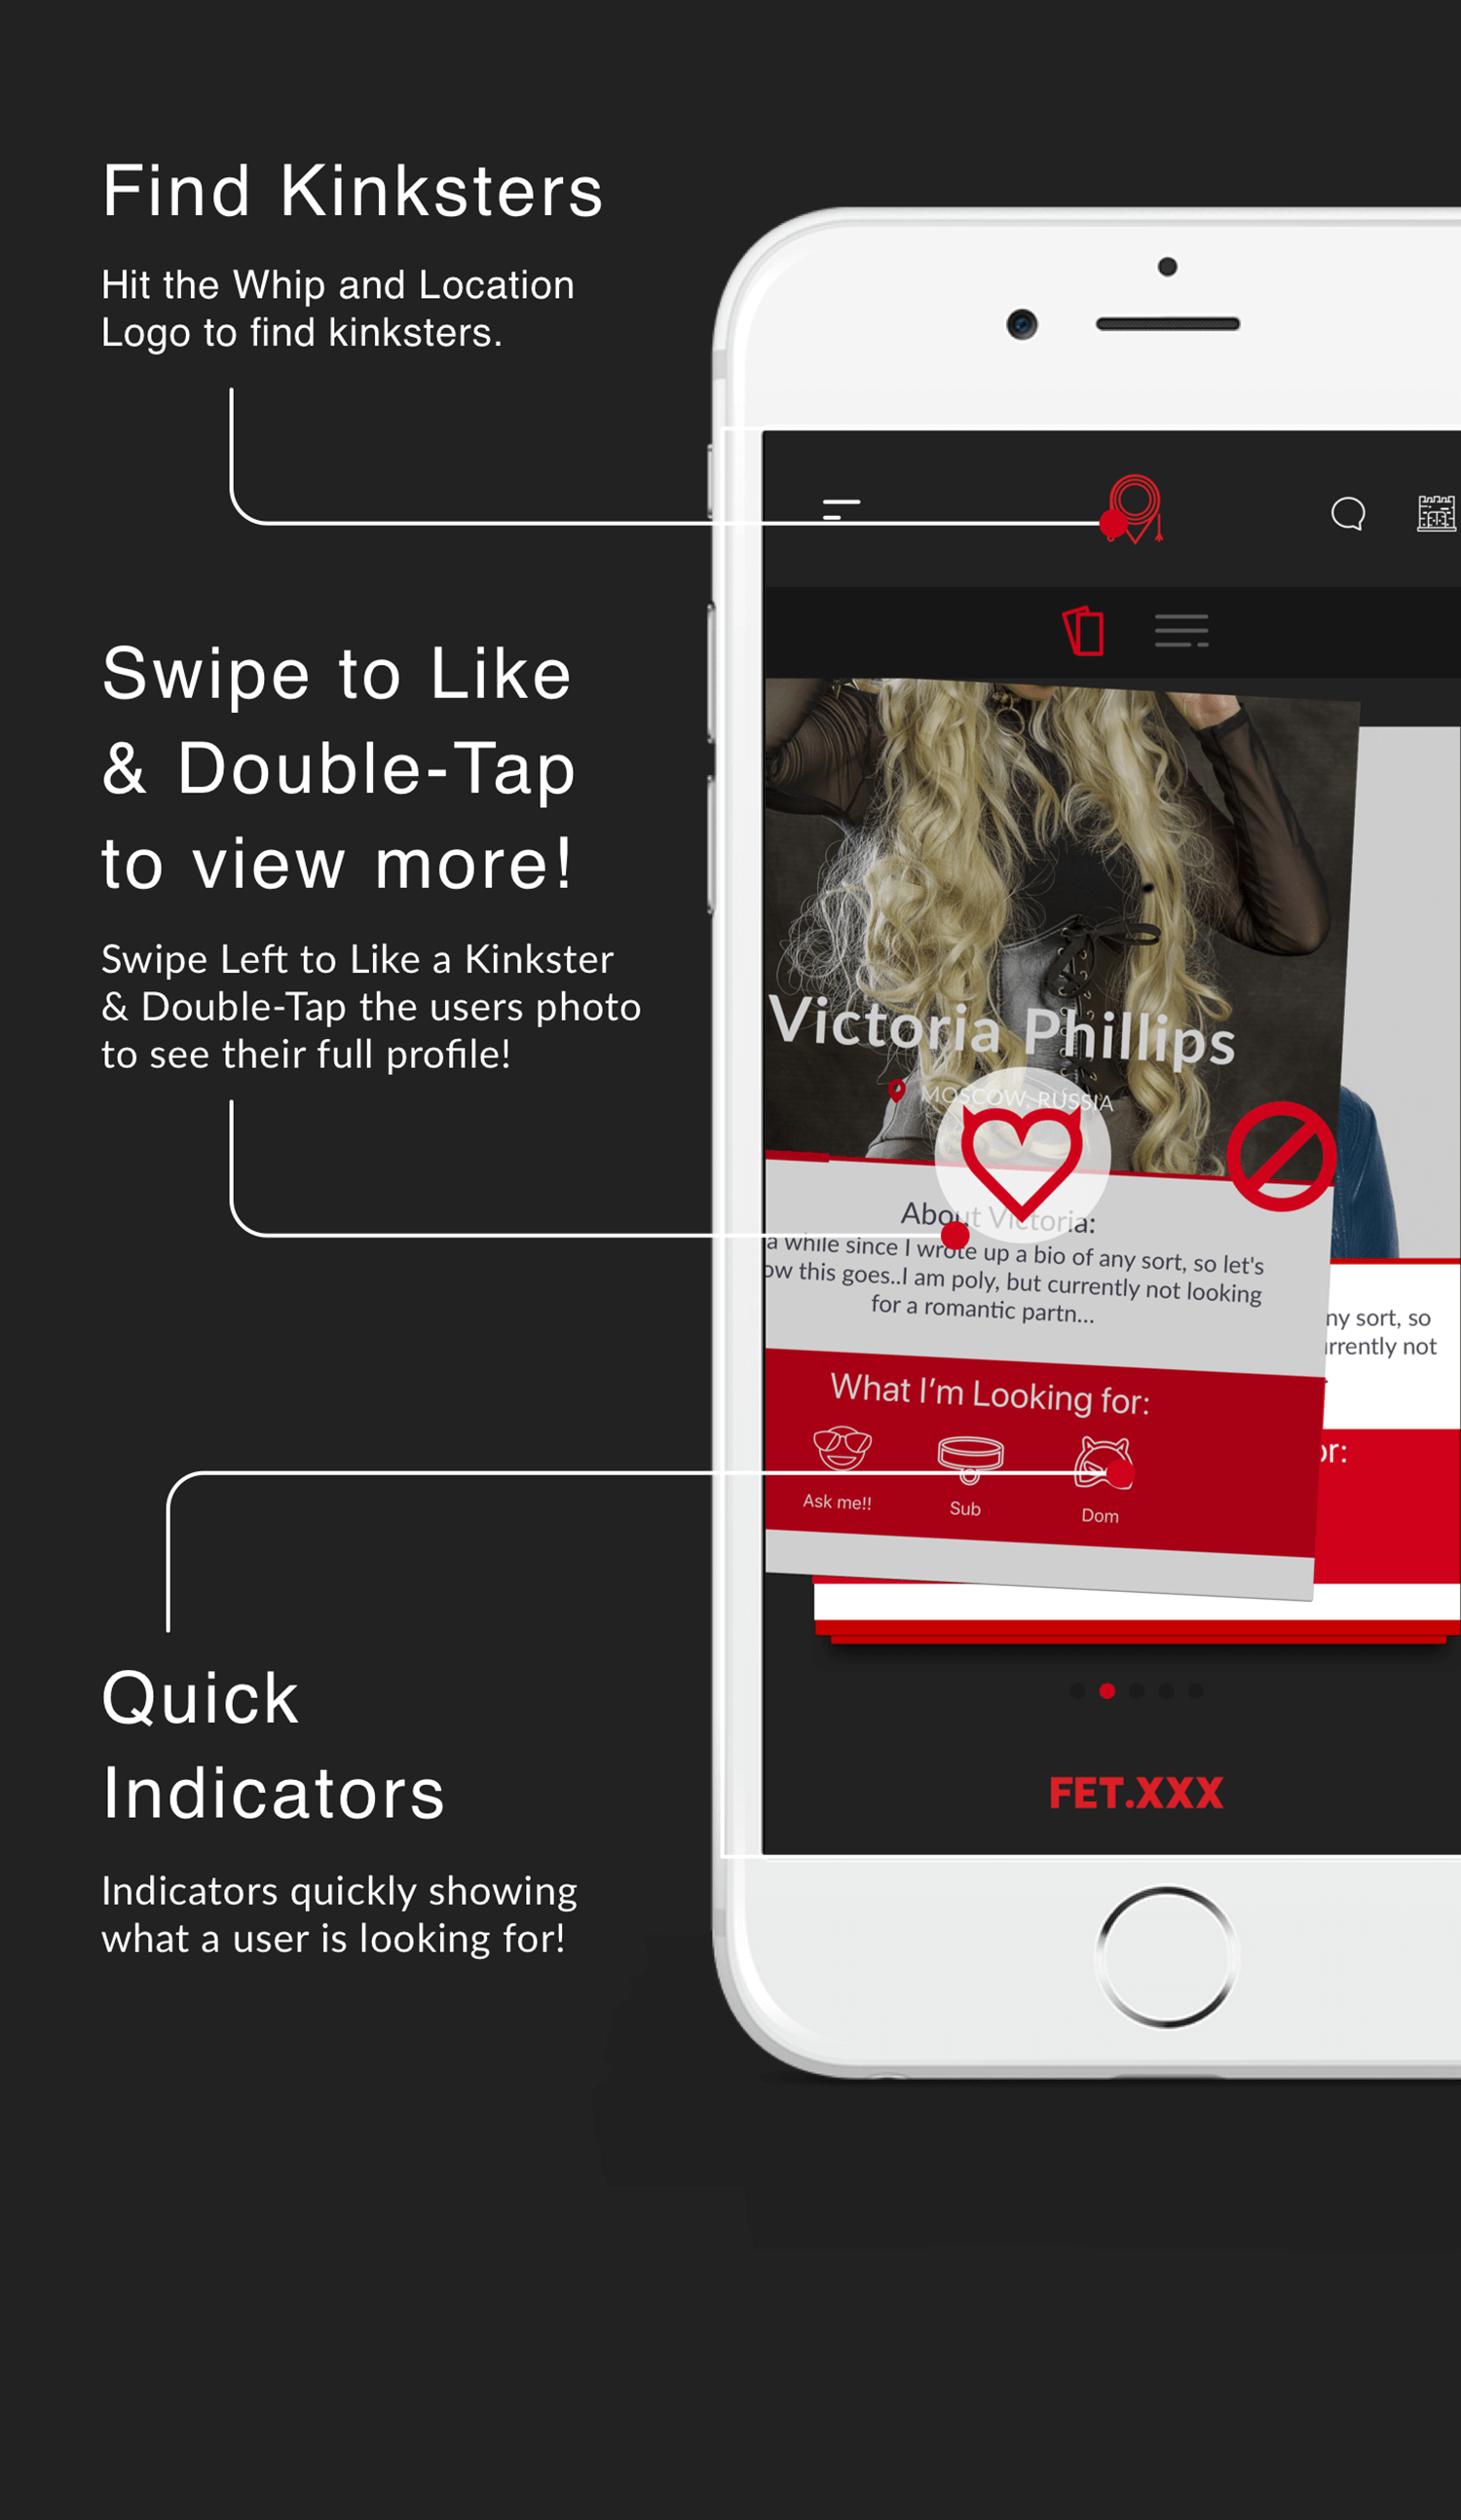 Find Kinksters
Hit the Whip and Location
Logo to find kinksters.
Swipe to Like
& Double-Tap
to view more!
Swipe Left to Like a Kinkster
& Double-Tap the users photo
to see their full profile!
Quick
Indicators
Indicators quickly showing
what a user is looking for!
Victoria Phillips
MOSCOW, RUSSIA
About Victoria:
a while since I wrote up a bio of any sort, so let's
ow this goes..I am poly, but currently not looking
for a romantic partn...
What I'm Looking for:
Ask me!!
Sub
Dom
ny sort, so
rrently not
or:
FET.XXX